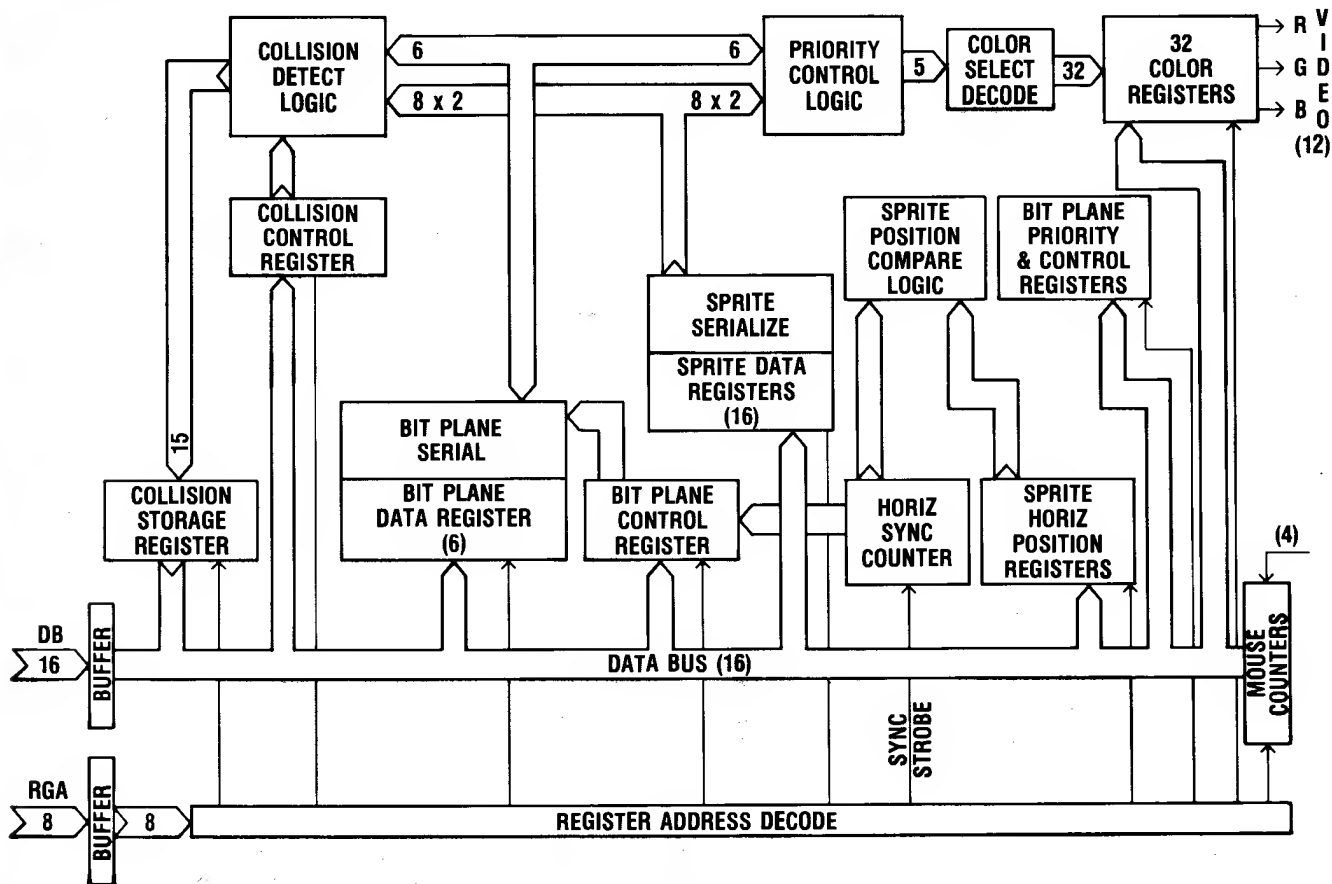 COLLISION
DETECT
LOGIC
6
6
8 x 2
8 x 2
PRIORITY
CONTROL
LOGIC
5
COLOR
SELECT
DECODE
32
32
COLOR
REGISTERS
R
G
B
VIDEO
(12)
COLLISION
CONTROL
REGISTER
SPRITE
POSITION
COMPARE
LOGIC
BIT PLANE
PRIORITY
& CONTROL
REGISTERS
SPRITE
SERIALIZE
SPRITE DATA
REGISTERS
(16)
15
BIT PLANE
SERIAL
BIT PLANE
DATA REGISTER
(6)
COLLISION
STORAGE
REGISTER
BIT PLANE
CONTROL
REGISTER
HORIZ
SYNC
COUNTER
SPRITE
HORIZ
POSITION
REGISTERS
(4)
MOUSE
COUNTERS
DB
16
BUFFER
DATA BUS (16)
SYNC
STROBE
RGA
8
BUFFER
8
REGISTER ADDRESS DECODE